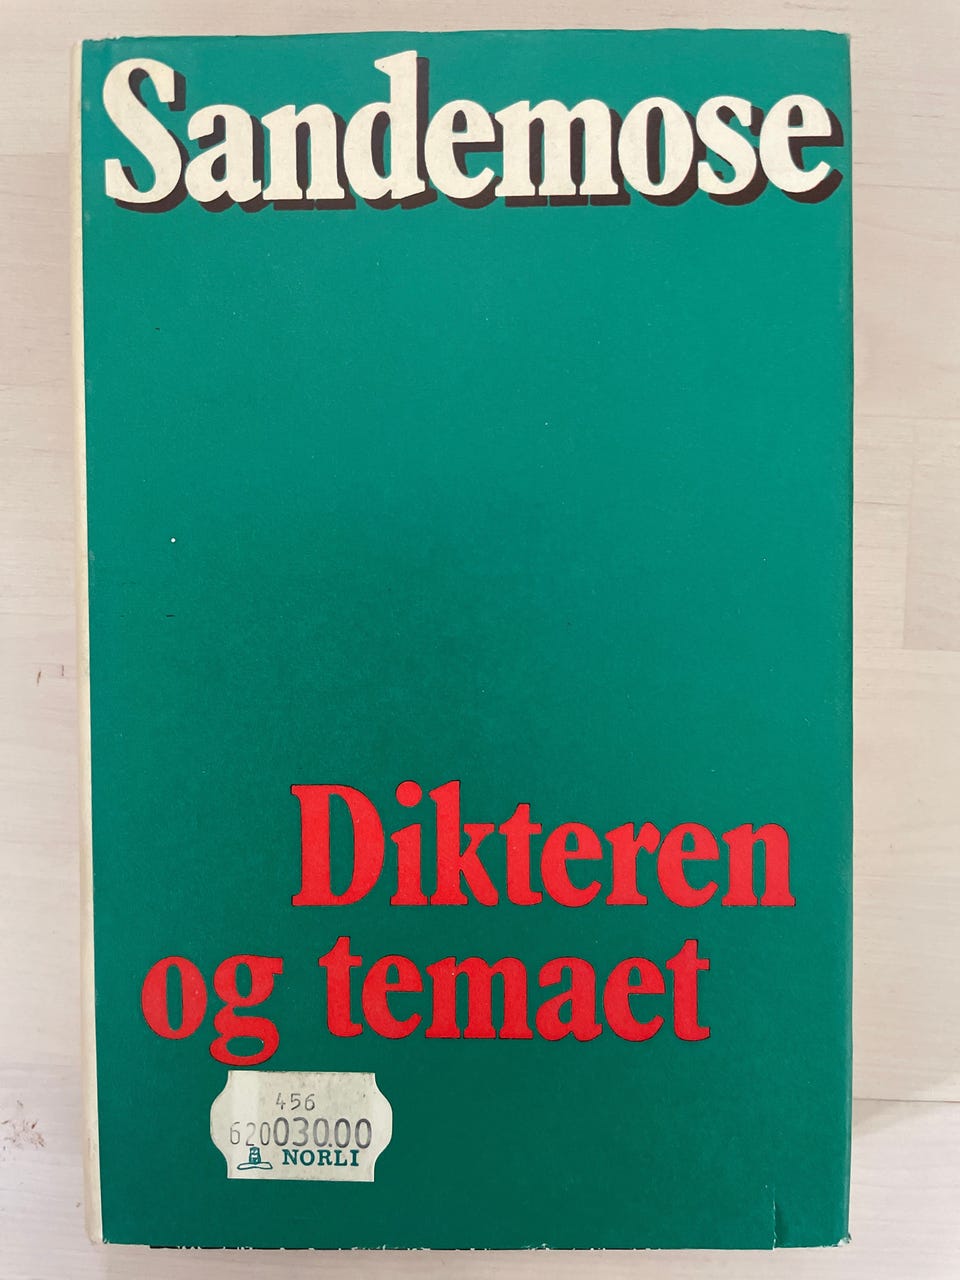 Sandemose
Dikteren
og temaet
456
620030.00
NORLI